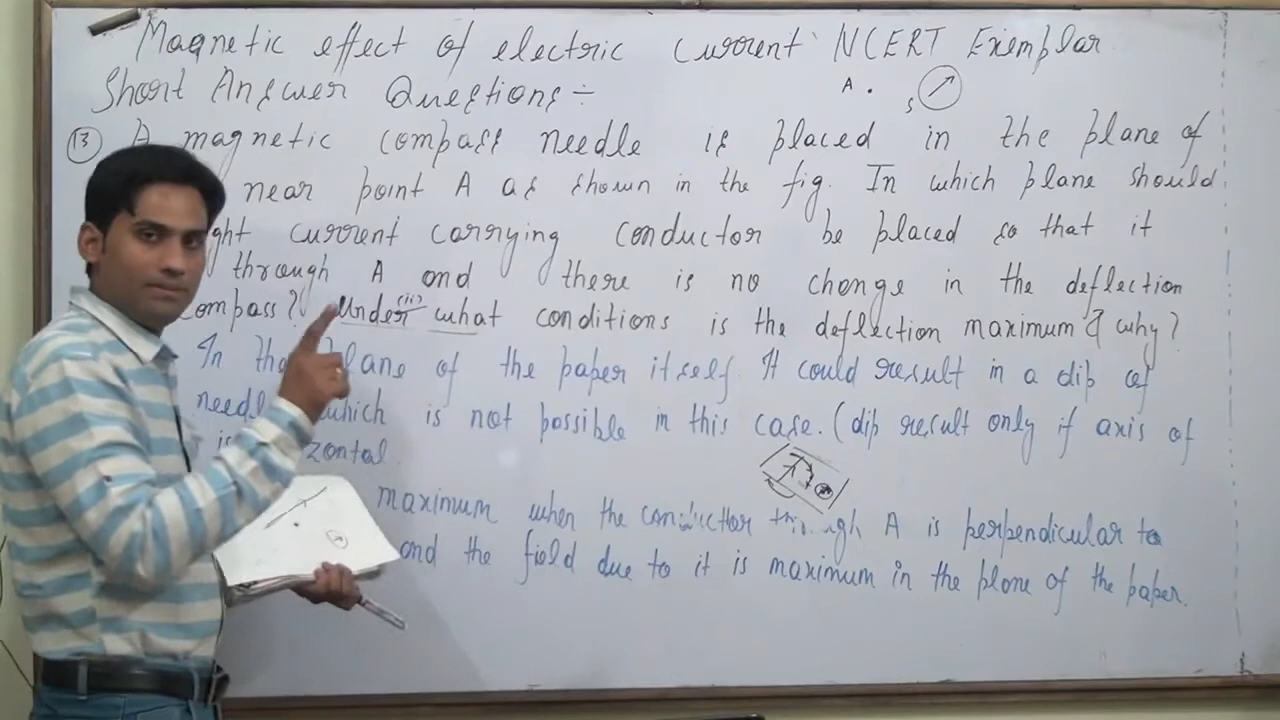 Magnetic effect of electric current NCERT Exemplar
Short Answer Questions :-
A . S
13 A magnetic compass needle is placed in the plane of
near point A as shown in the fig. In which plane should
ght current carrying conductor be placed so that it
through A and there is no change in the deflection
compass? Under (ii) what conditions is the deflection maximum & why?
In the plane of the paper itself. It could result in a dip of
needle which is not possible in this case. (dip result only if axis of
is zontal
maximum when the conductor through A is perpendicular to
and the field due to it is maximum in the plane of the paper.